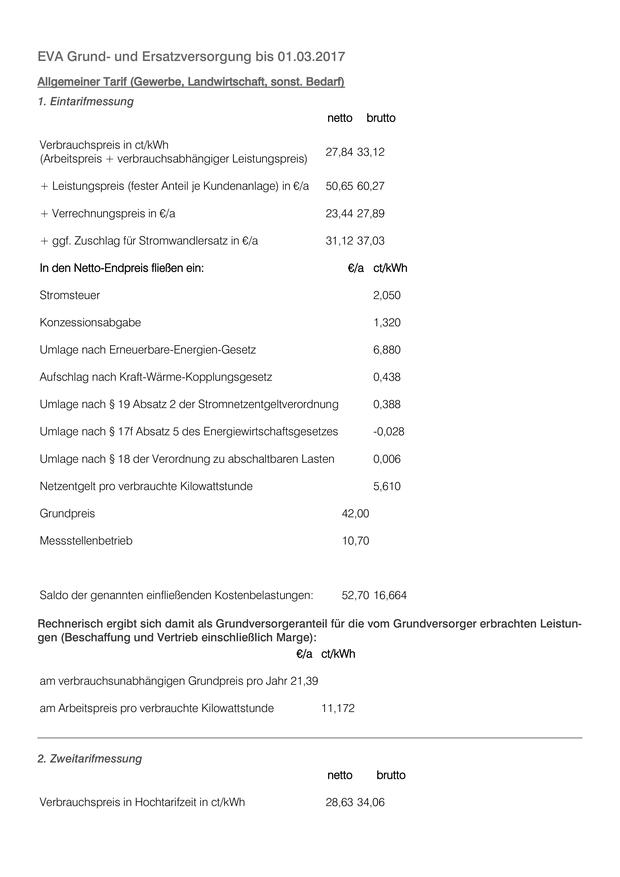 EVA Grund- und Ersatzversorgung bis 01.03.2017
Allgemeiner Tarif (Gewerbe, Landwirtschaft, sonst. Bedarf)
1. Eintarifmessung
netto brutto
Verbrauchspreis in ct/kWh
(Arbeitspreis + verbrauchsabhängiger Leistungspreis) 27,84 33,12
+ Leistungspreis (fester Anteil je Kundenanlage) in €/a 50,65 60,27
+ Verrechnungspreis in €/a 23,44 27,89
+ ggf. Zuschlag für Stromwandlersatz in €/a 31,12 37,03
In den Netto-Endpreis fließen ein: €/a ct/kWh
Stromsteuer 2,050
Konzessionsabgabe 1,320
Umlage nach Erneuerbare-Energien-Gesetz 6,880
Aufschlag nach Kraft-Wärme-Kopplungsgesetz 0,438
Umlage nach § 19 Absatz 2 der Stromnetzentgeltverordnung 0,388
Umlage nach § 17f Absatz 5 des Energiewirtschaftsgesetzes -0,028
Umlage nach § 18 der Verordnung zu abschaltbaren Lasten 0,006
Netzentgelt pro verbrauchte Kilowattstunde 5,610
Grundpreis 42,00
Messstellenbetrieb 10,70
Saldo der genannten einfließenden Kostenbelastungen: 52,70 16,664
Rechnerisch ergibt sich damit als Grundversorgeranteil für die vom Grundversorger erbrachten Leistun-
gen (Beschaffung und Vertrieb einschließlich Marge):
€/a ct/kWh
am verbrauchsunabhängigen Grundpreis pro Jahr 21,39
am Arbeitspreis pro verbrauchte Kilowattstunde 11,172
2. Zweitarifmessung
netto brutto
Verbrauchspreis in Hochtarifzeit in ct/kWh 28,63 34,06